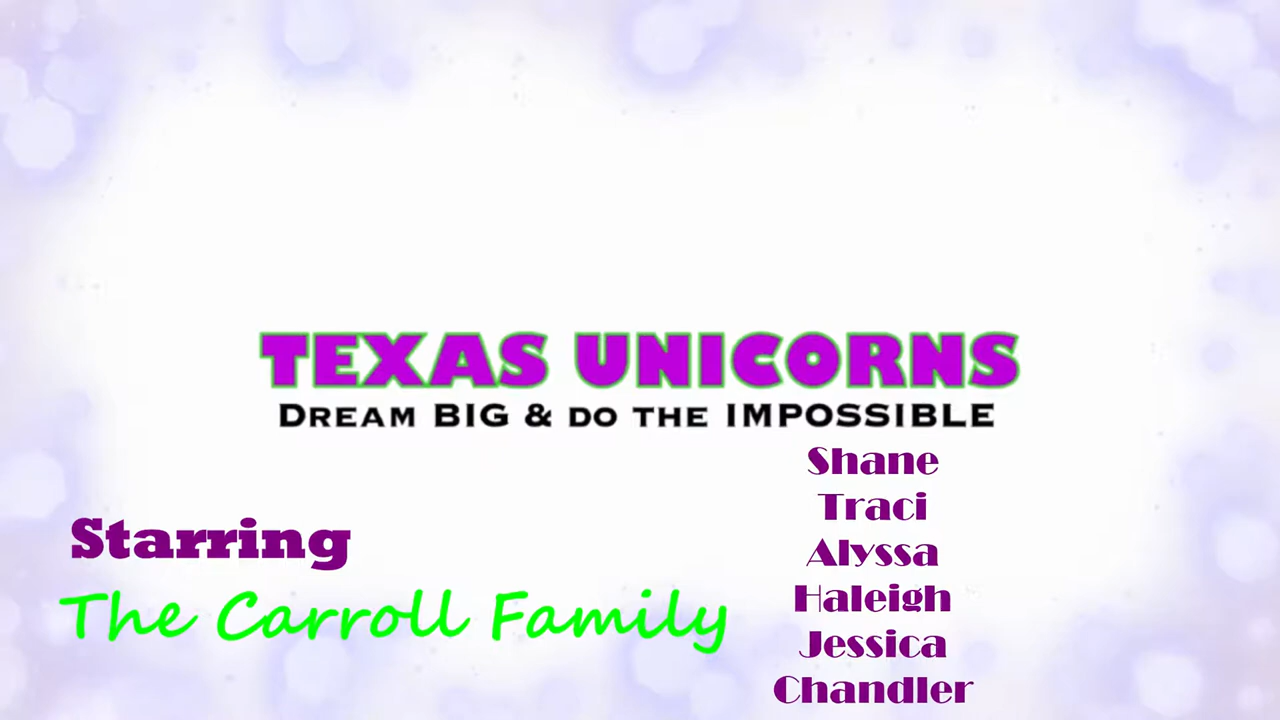 TEXAS UNICORNS
DREAM BIG & DO THE IMPOSSIBLE
Starring
The Carroll Family
Shane
Traci
Alyssa
Haleigh
Jessica
Chandler